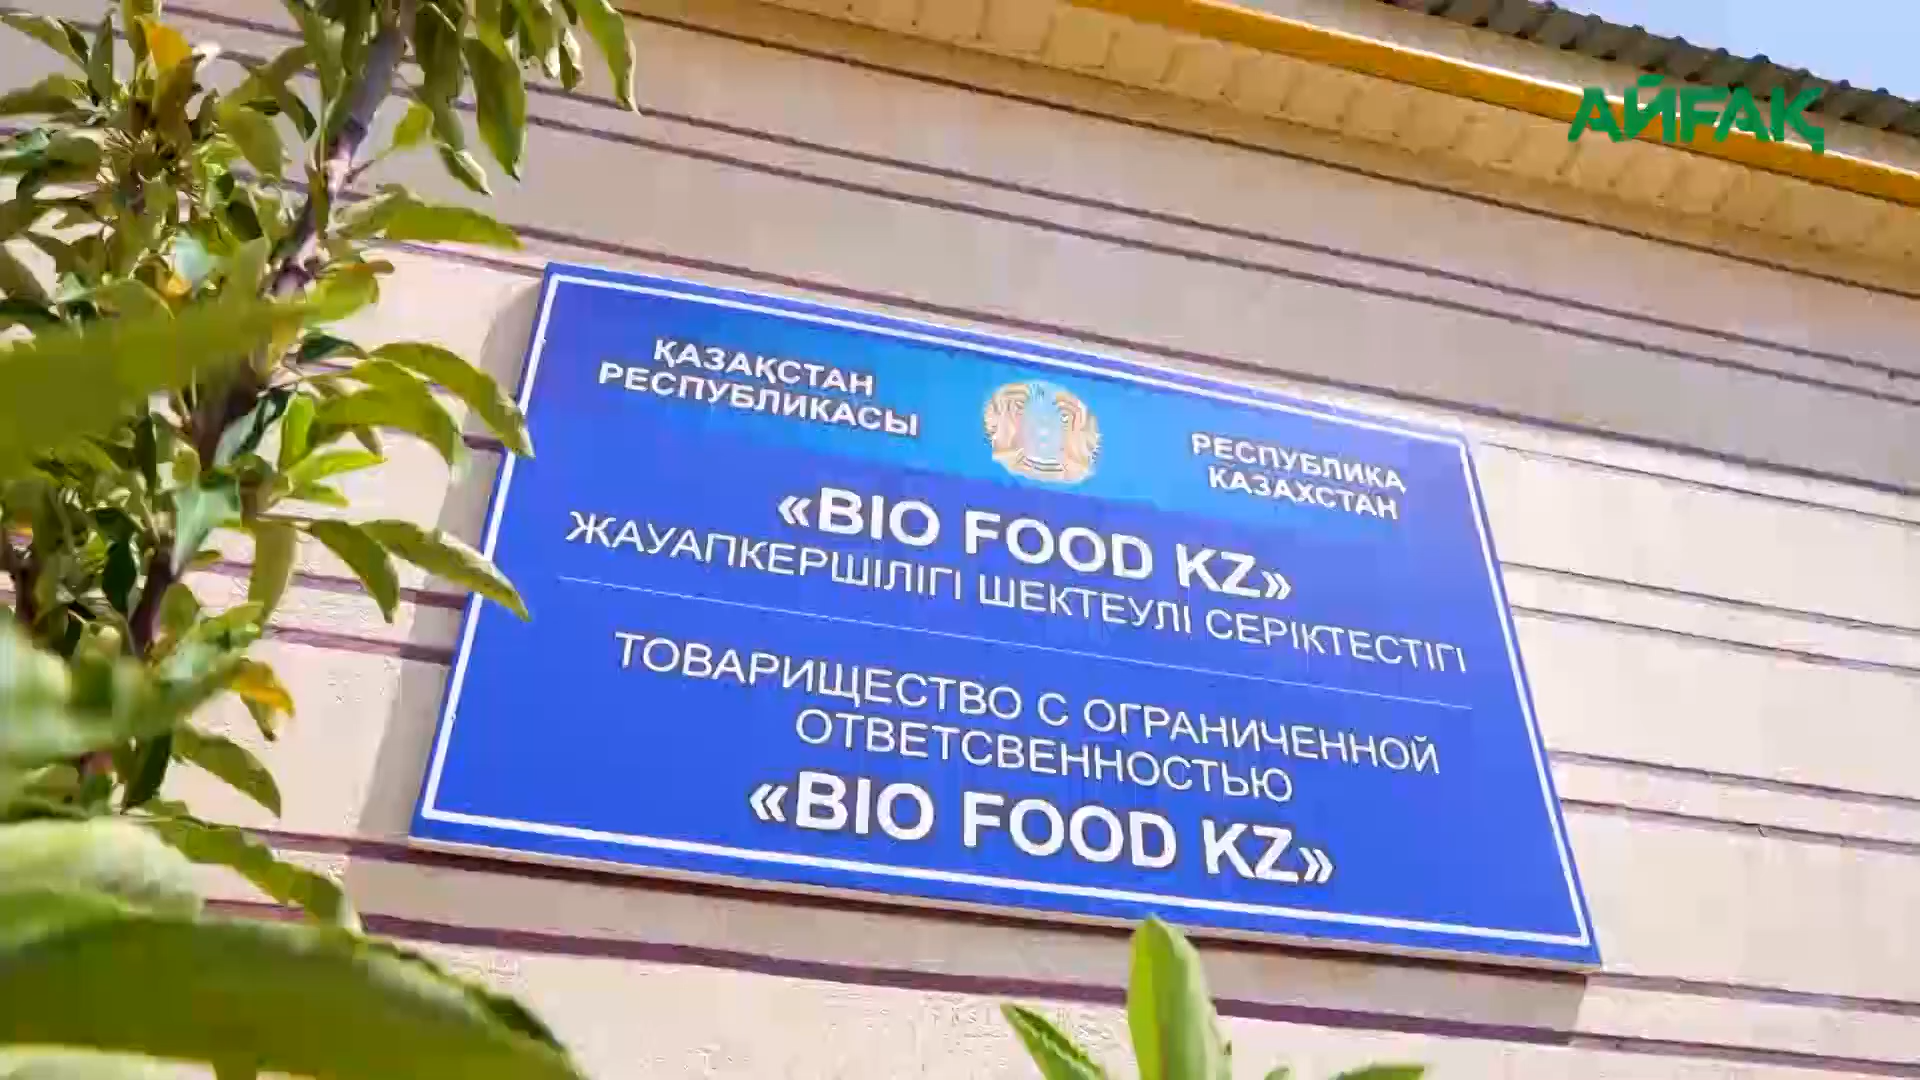 АЙҒАҚ
ҚАЗАҚСТАН
РЕСПУБЛИКАСЫ
РЕСПУБЛИКА
КАЗАХСТАН
«BIO FOOD KZ»
ЖАУАПКЕРШІЛІГІ ШЕКТЕУЛІ СЕРІКТЕСТІГІ
ТОВАРИЩЕСТВО С ОГРАНИЧЕННОЙ
ОТВЕТСВЕННОСТЬЮ
«BIO FOOD KZ»